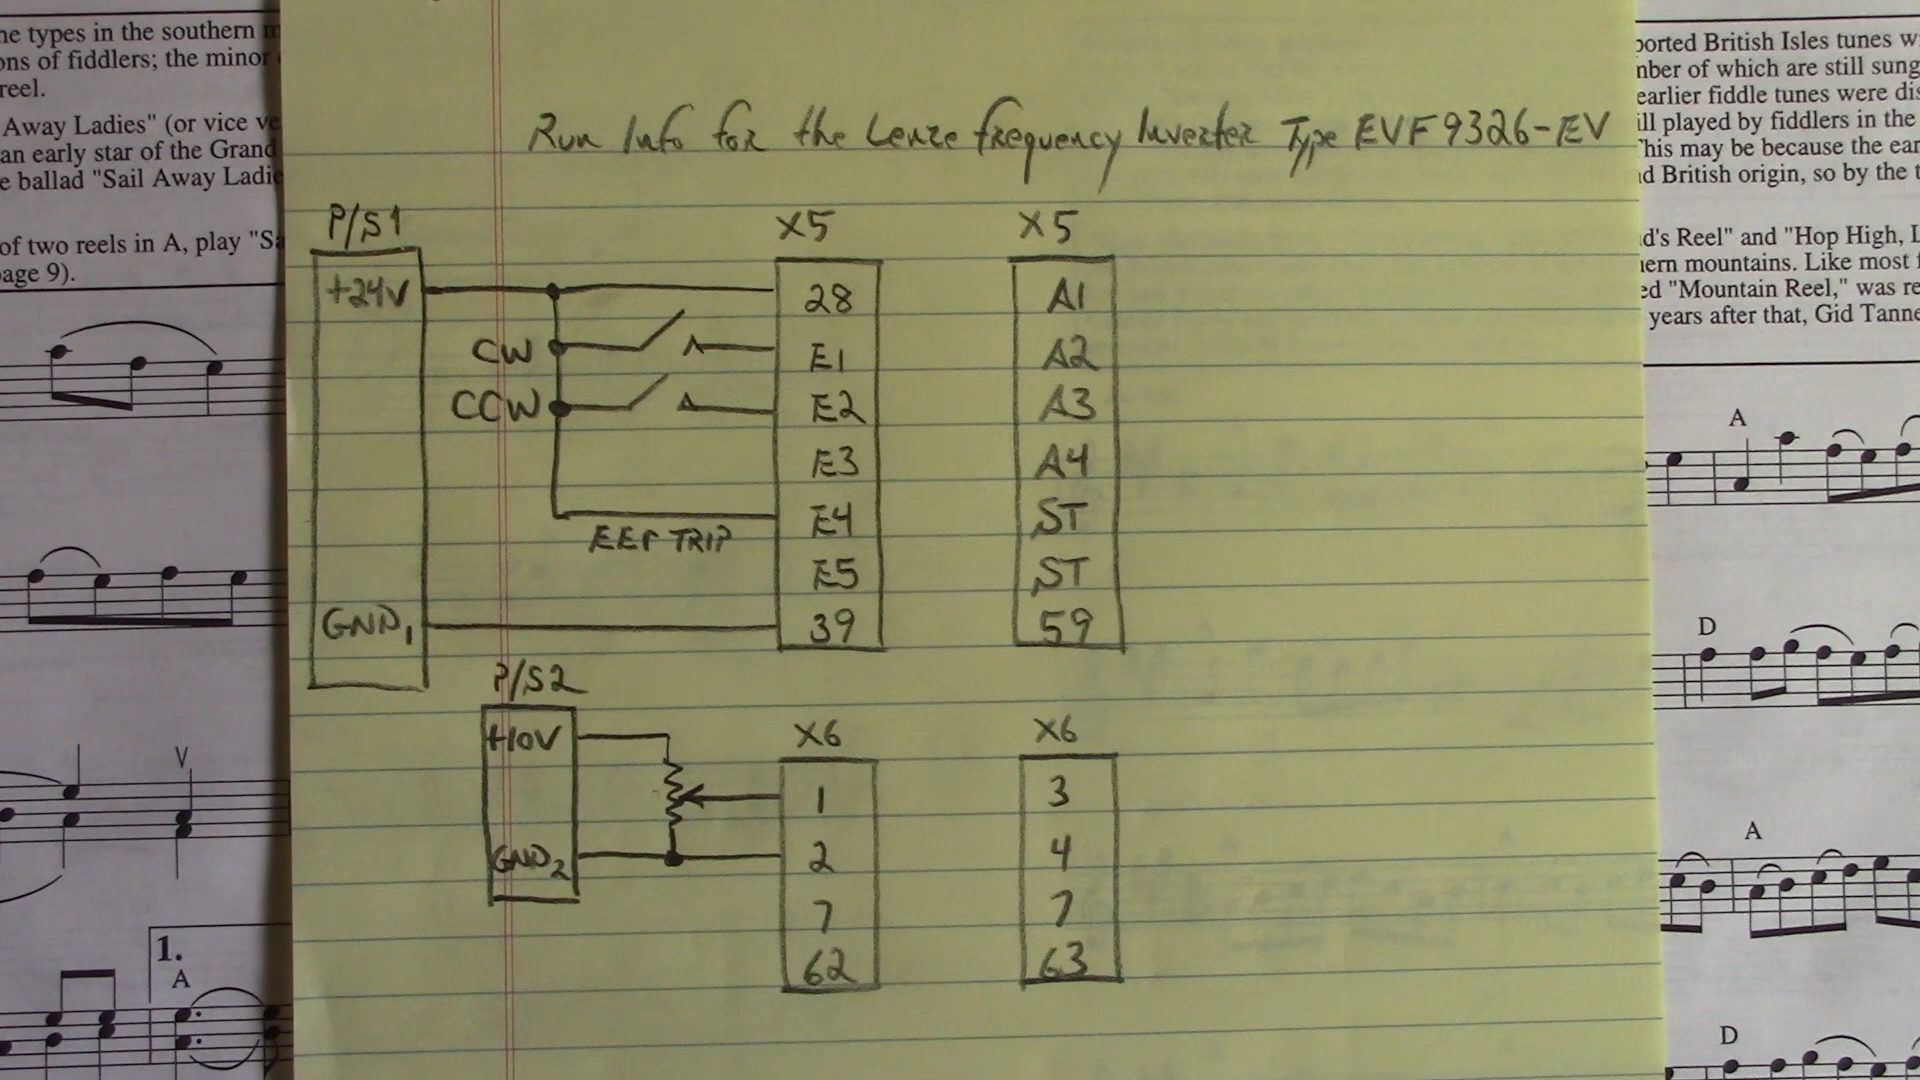 he types in the southern
ons of fiddlers; the minor
reel.
Away Ladies" (or vice ve
an early star of the Grand
e ballad "Sail Away Ladie
of two reels in A, play "Sa
page 9).
ported British Isles tunes w
nber of which are still sung
earlier fiddle tunes were dis
ill played by fiddlers in the
This may be because the ear
d British origin, so by the t
d's Reel" and "Hop High, L
ern mountains. Like most f
ed "Mountain Reel," was re
years after that, Gid Tanne
Run Info for the Lenze frequency Inverter Type EVF9326-EV
P/S1
+24V
GND1
CW
CCW
X5
28
E1
E2
E3
E4
E5
39
X5
A1
A2
A3
A4
ST
ST
59
TRIP
P/S2
+10V
GND2
X6
1
2
7
62
X6
3
4
7
63
V
1.
A
A
D
A
D